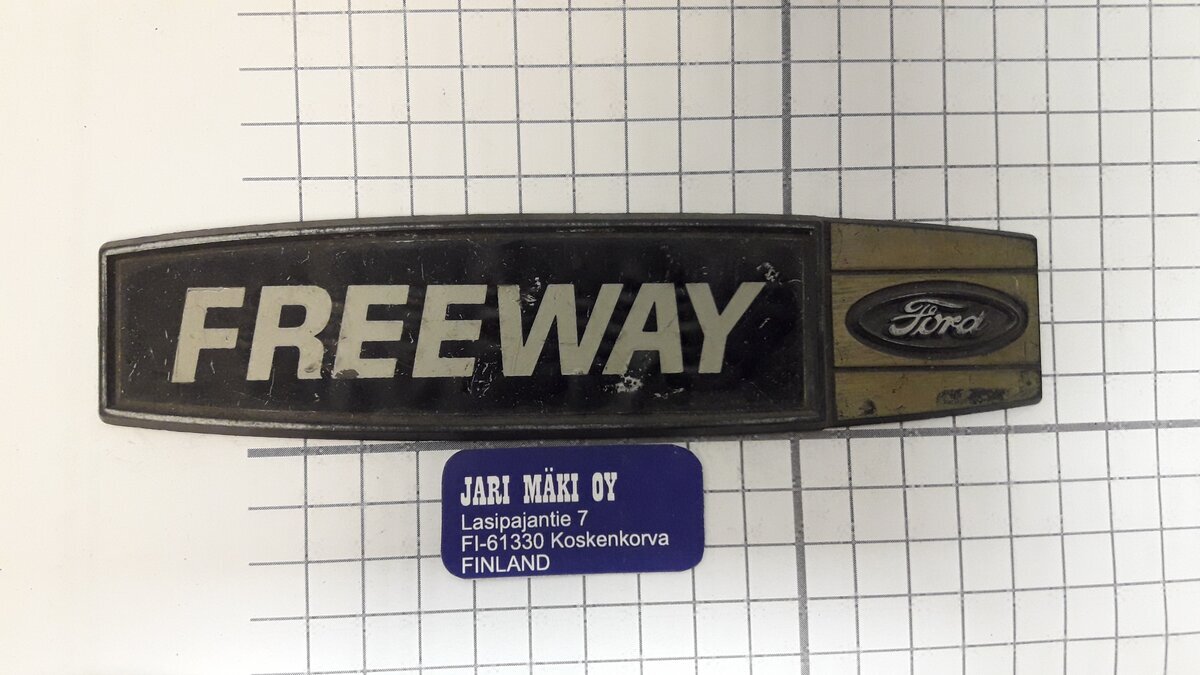 FREEWAY
Ford
JARI MÄKI OY
Lasipajantie 7
FI-61330 Koskenkorva
FINLAND